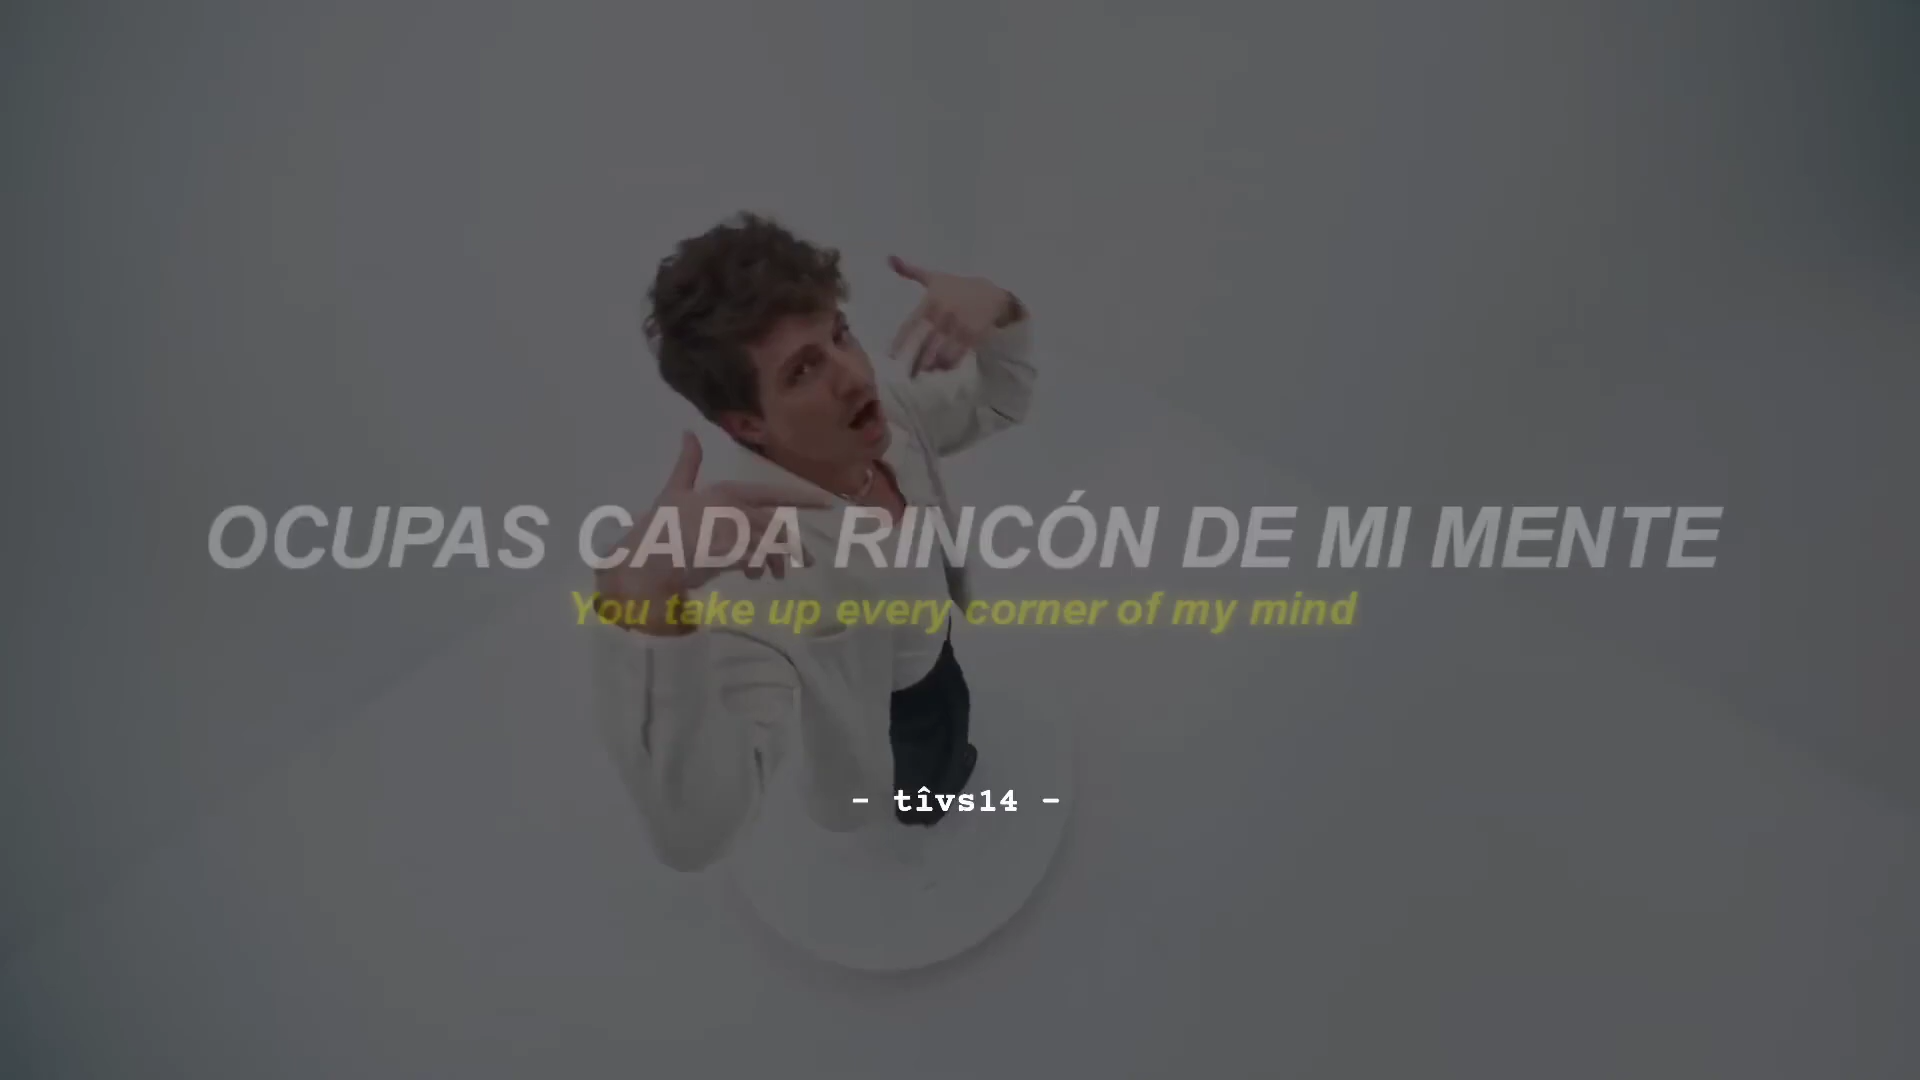 OCUPAS CADA RINCÓN DE MI MENTE
You take up every corner of my mind
- tîvs14 -